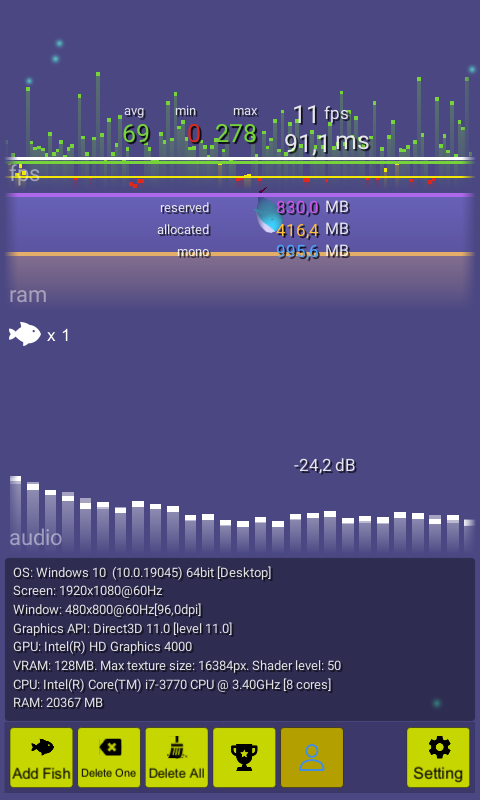 avg min max 11 fps
69 0 278 91,1 ms
fps
reserved 830,0 MB
allocated 416,4 MB
mono 995,6 MB
ram
x 1
-24,2 dB
audio
OS: Windows 10 (10.0.19045) 64bit [Desktop]
Screen: 1920x1080@60Hz
Window: 480x800@60Hz[96,0dpi]
Graphics API: Direct3D 11.0 [level 11.0]
GPU: Intel(R) HD Graphics 4000
VRAM: 128MB. Max texture size: 16384px. Shader level: 50
CPU: Intel(R) Core(TM) i7-3770 CPU @ 3.40GHz [8 cores]
RAM: 20367 MB
Add Fish Delete One Delete All Setting